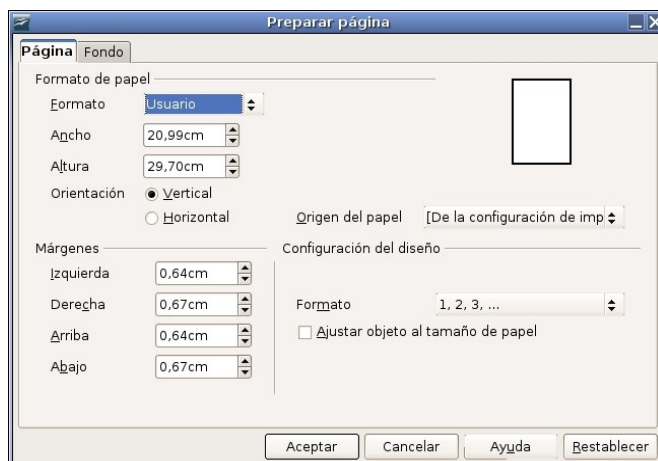 Preparar página
Página Fondo
Formato de papel
Formato Usuario
Ancho 20,99cm
Altura 29,70cm
Orientación Vertical
Horizontal
Origen del papel [De la configuración de imp
Márgenes
Configuración del diseño
Izquierda 0,64cm
Derecha 0,67cm
Formato 1, 2, 3, ...
Arriba 0,64cm
Ajustar objeto al tamaño de papel
Abajo 0,67cm
Aceptar Cancelar Ayuda Restablecer